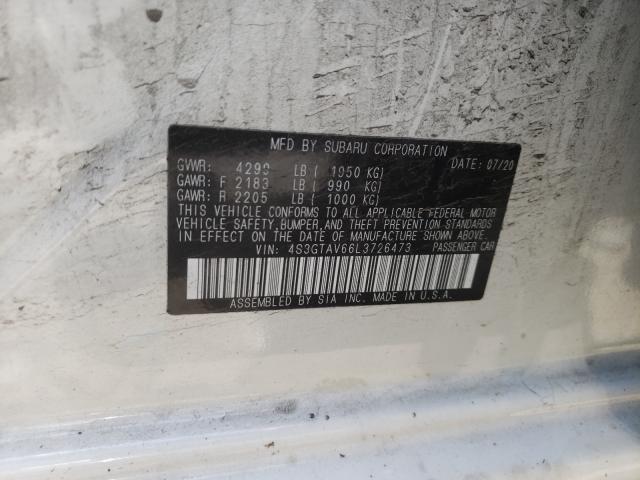 MFD BY SUBARU CORPORATION
GVWR: 4299 LB ( 1950 KG) DATE: 07/20
GAWR: F 2183 LB ( 990 KG)
GAWR: R 2205 LB ( 1000 KG)
THIS VEHICLE CONFORMS TO ALL APPLICABLE FEDERAL MOTOR
VEHICLE SAFETY, BUMPER, AND THEFT PREVENTION STANDARDS
IN EFFECT ON THE DATE OF MANUFACTURE SHOWN ABOVE.
VIN: 4S3GTAV66L3726473 PASSENGER CAR
ASSEMBLED BY SIA INC. MADE IN U.S.A.